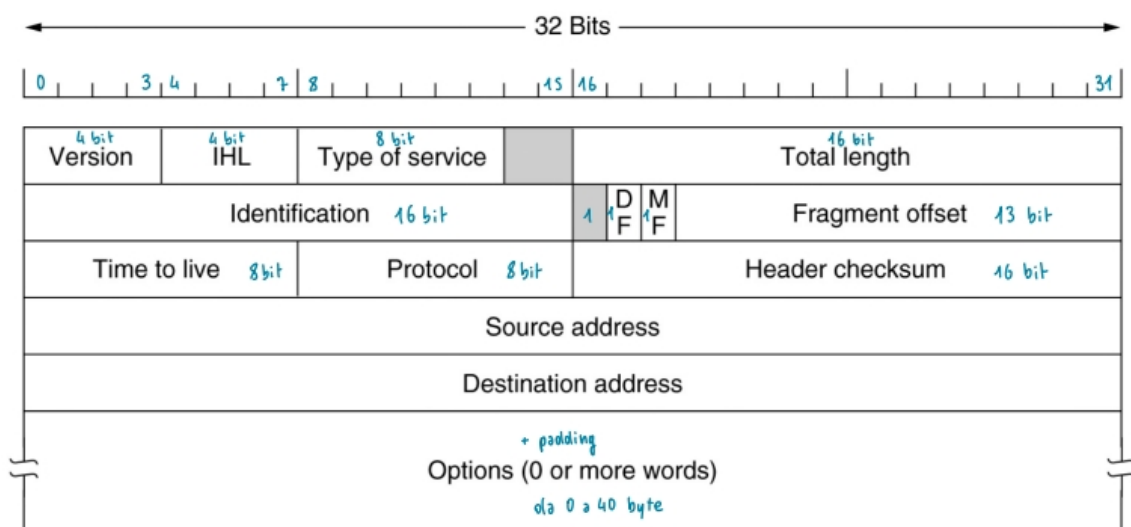 32 Bits
0 3 4 7 8 15 16 31
4 bit 4 bit 8 bit 16 bit
Version IHL Type of service Total length
Identification 16 bit 1 1 D F 1 M F Fragment offset 13 bit
Time to live 8bit Protocol 8 bit Header checksum 16 bit
Source address
Destination address
+ padding
Options (0 or more words)
da 0 a 40 byte